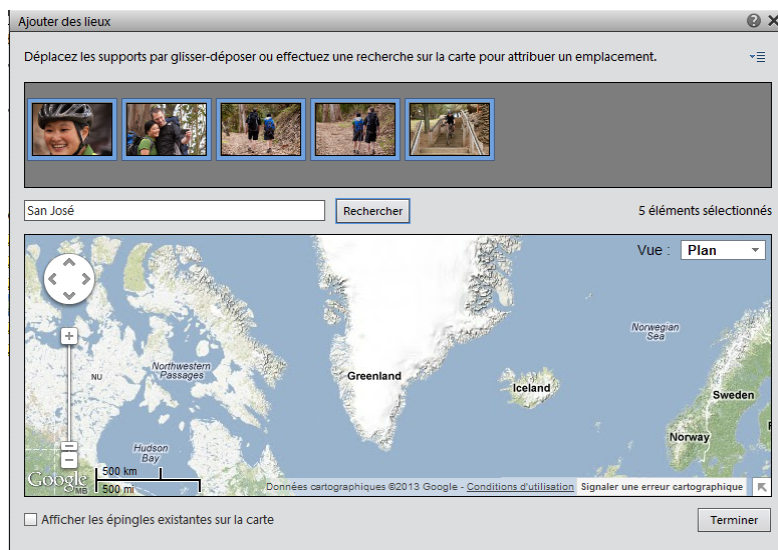 Ajouter des lieux
Déplacez les supports par glisser-déposer ou effectuez une recherche sur la carte pour attribuer un emplacement.
San José
Rechercher
5 éléments sélectionnés
Vue :
Plan
Norwegian
Sea
Northwestern
Passages
NU
Greenland
Iceland
Sweden
Norway
Hudson
Bay
MB
Google
500 km
500 mi
Données cartographiques ©2013 Google - Conditions d'utilisation
Signaler une erreur cartographique
Afficher les épingles existantes sur la carte
Terminer